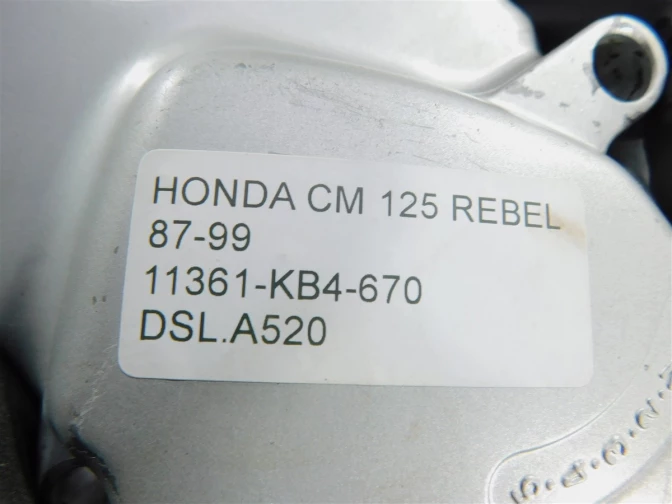 HONDA CM 125 REBEL
87-99
11361-KB4-670
DSL.A520